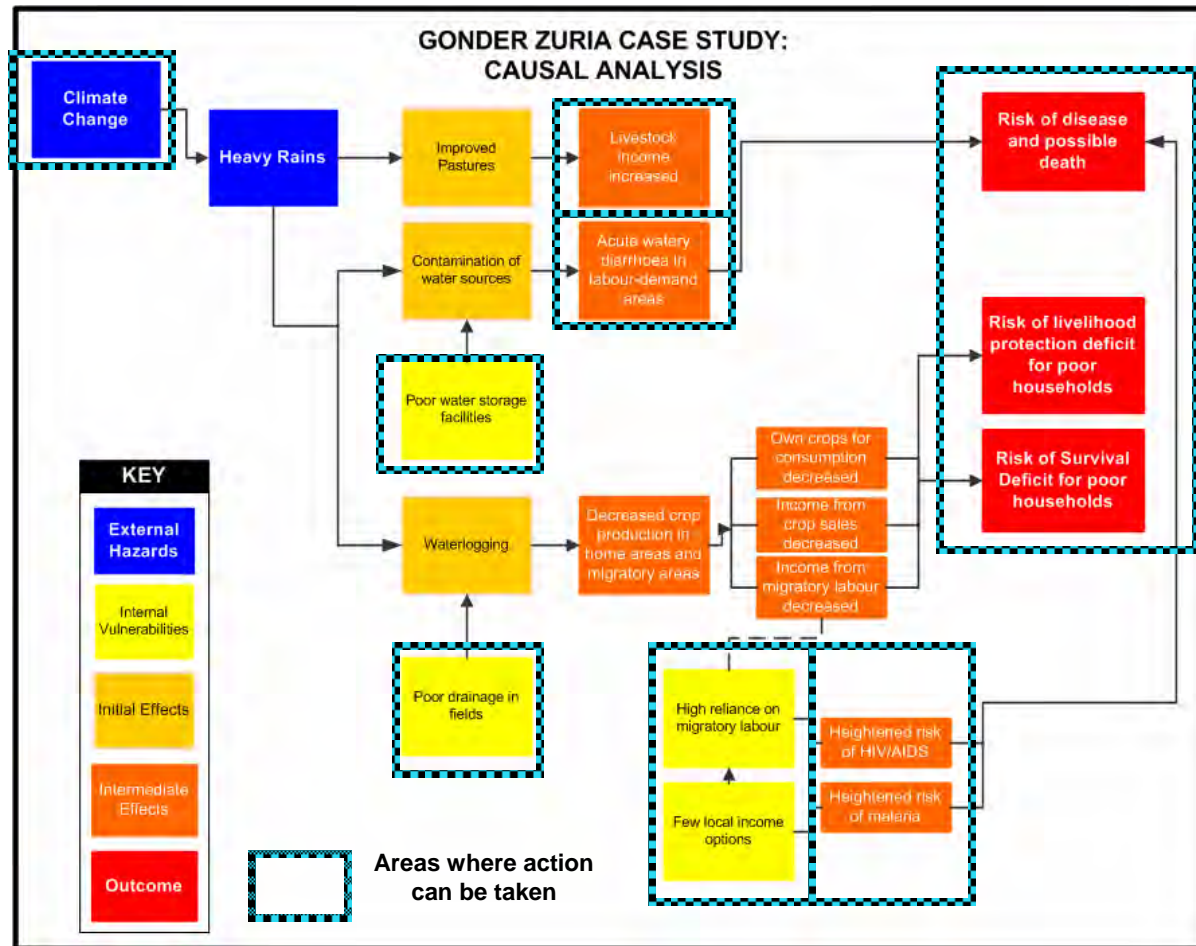 GONDER ZURIA CASE STUDY:
CAUSAL ANALYSIS
Climate
Change
Heavy Rains
Improved
Pastures
Livestock
income
increased
Risk of disease
and possible
death
Contamination of
water sources
Acute watery
diarrhoea in
labour-demand
areas
Poor water storage
facilities
Risk of livelihood
protection deficit
for poor
households
Own crops for
consumption
decreased
Risk of Survival
Deficit for poor
households
Waterlogging
Decreased crop
production in
home areas and
migratory areas
Income from
crop sales
decreased
Income from
migratory labour
decreased
Poor drainage in
fields
High reliance on
migratory labour
Heightened risk
of HIV/AIDS
Few local income
options
Heightened risk
of malaria
KEY
External
Hazards
Internal
Vulnerabilities
Initial Effects
Intermediate
Effects
Outcome
Areas where action
can be taken